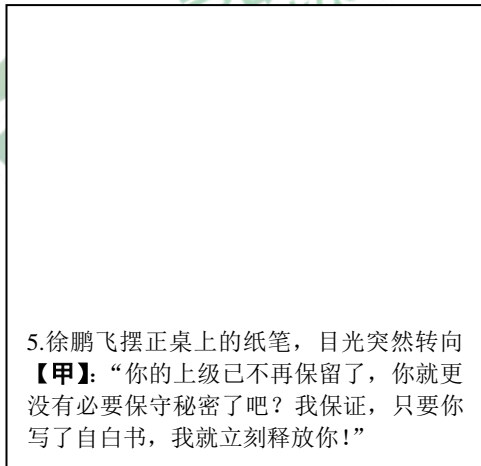 5.徐鹏飞摆正桌上的纸笔，目光突然转向
【甲】：“你的上级已不再保留了，你就更
没有必要保守秘密了吧？我保证，只要你
写了自白书，我就立刻释放你！”